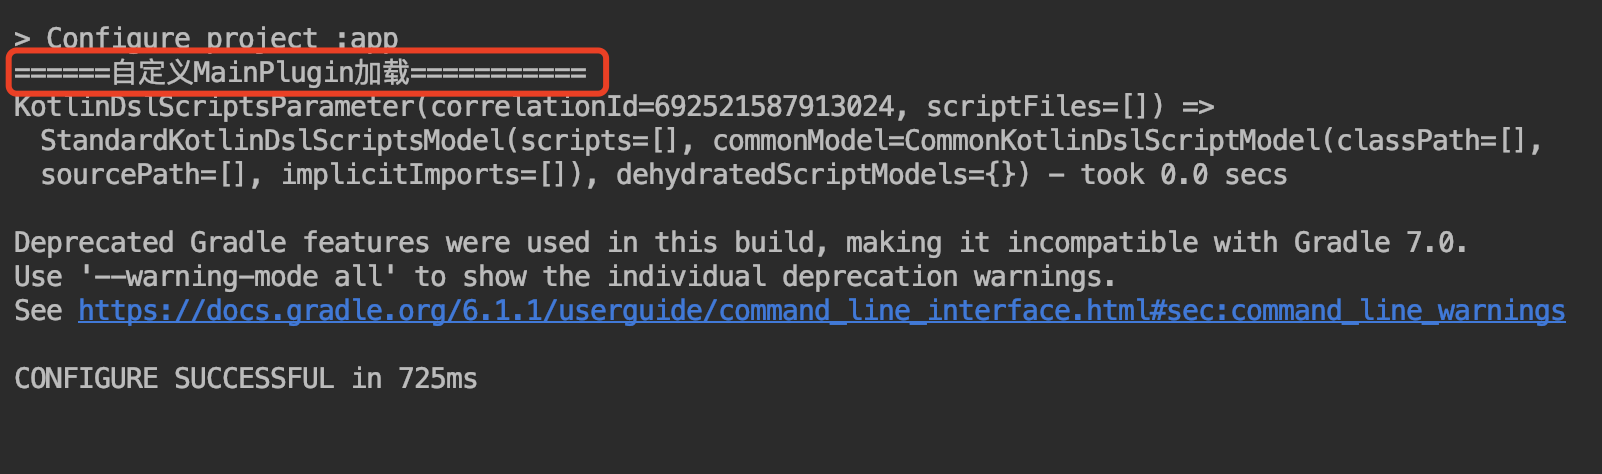 > Configure project :app
======自定义MainPlugin加载===========
KotlinDslScriptsParameter(correlationId=692521587913024, scriptFiles=[]) =>
StandardKotlinDslScriptsModel(scripts=[], commonModel=CommonKotlinDslScriptModel(classPath=[],
sourcePath=[], implicitImports=[]), dehydratedScriptModels={}) - took 0.0 secs
Deprecated Gradle features were used in this build, making it incompatible with Gradle 7.0.
Use '--warning-mode all' to show the individual deprecation warnings.
See https://docs.gradle.org/6.1.1/userguide/command_line_interface.html#sec:command_line_warnings
CONFIGURE SUCCESSFUL in 725ms